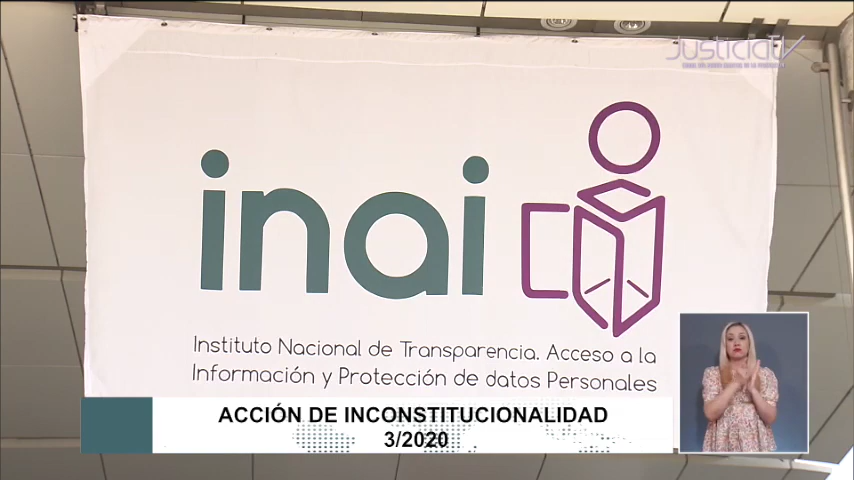 JUSTICIATV
inai
Instituto Nacional de Transparencia. Acceso a la
Información y Protección de datos Personales
ACCIÓN DE INCONSTITUCIONALIDAD
3/2020